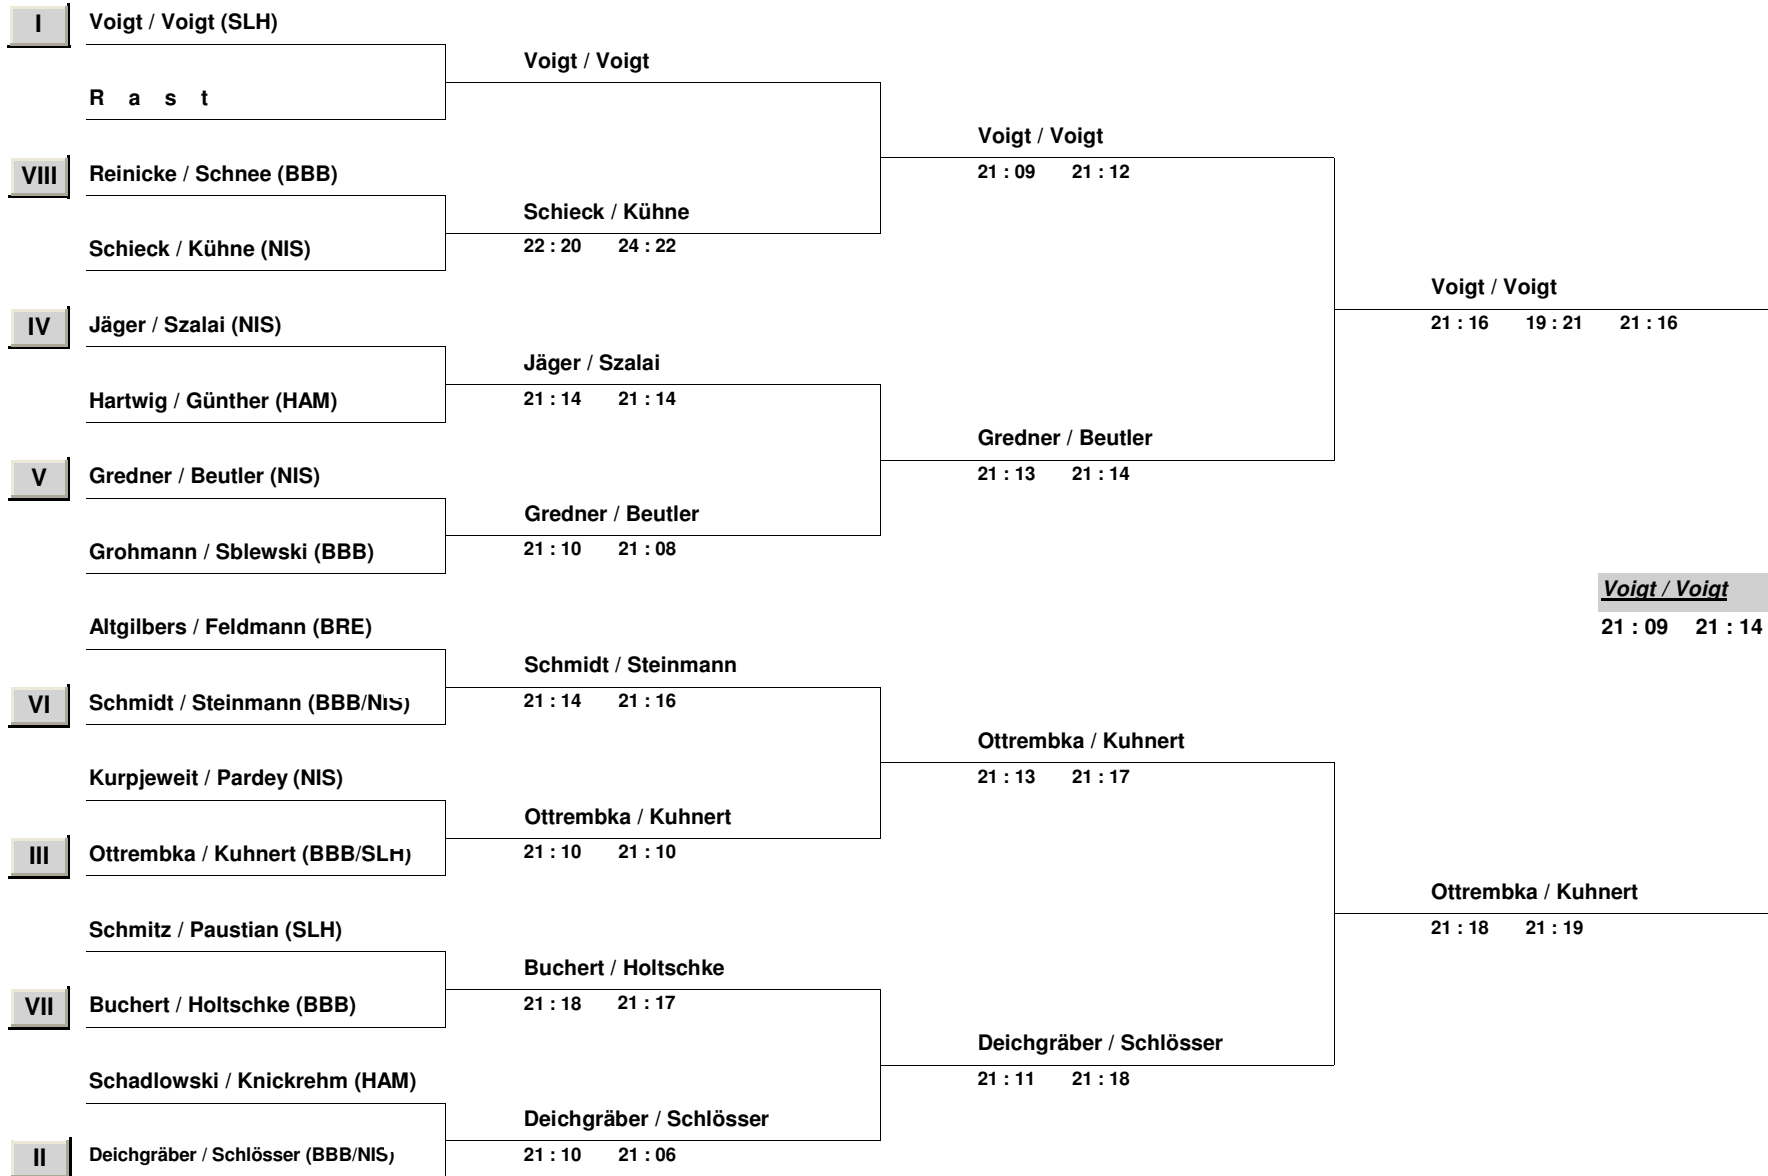 I Voigt / Voigt (SLH)
Voigt / Voigt
R a s t
Voigt / Voigt
21 : 09 21 : 12
VIII Reinicke / Schnee (BBB)
Schieck / Kühne
22 : 20 24 : 22
Schieck / Kühne (NIS)
Voigt / Voigt
21 : 16 19 : 21 21 : 16
IV Jäger / Szalai (NIS)
Jäger / Szalai
21 : 14 21 : 14
Hartwig / Günther (HAM)
Gredner / Beutler
21 : 13 21 : 14
V Gredner / Beutler (NIS)
Gredner / Beutler
21 : 10 21 : 08
Grohmann / Sblewski (BBB)
Voigt / Voigt
21 : 09 21 : 14
Altgilbers / Feldmann (BRE)
Schmidt / Steinmann
21 : 14 21 : 16
VI Schmidt / Steinmann (BBB/NIS)
Ottrembka / Kuhnert
21 : 13 21 : 17
Kurpjeweit / Pardey (NIS)
Ottrembka / Kuhnert
21 : 10 21 : 10
III Ottrembka / Kuhnert (BBB/SLH)
Ottrembka / Kuhnert
21 : 18 21 : 19
Schmitz / Paustian (SLH)
Buchert / Holtschke
21 : 18 21 : 17
VII Buchert / Holtschke (BBB)
Deichgräber / Schlösser
21 : 11 21 : 18
Schadlowski / Knickrehm (HAM)
Deichgräber / Schlösser
21 : 10 21 : 06
II Deichgräber / Schlösser (BBB/NIS)